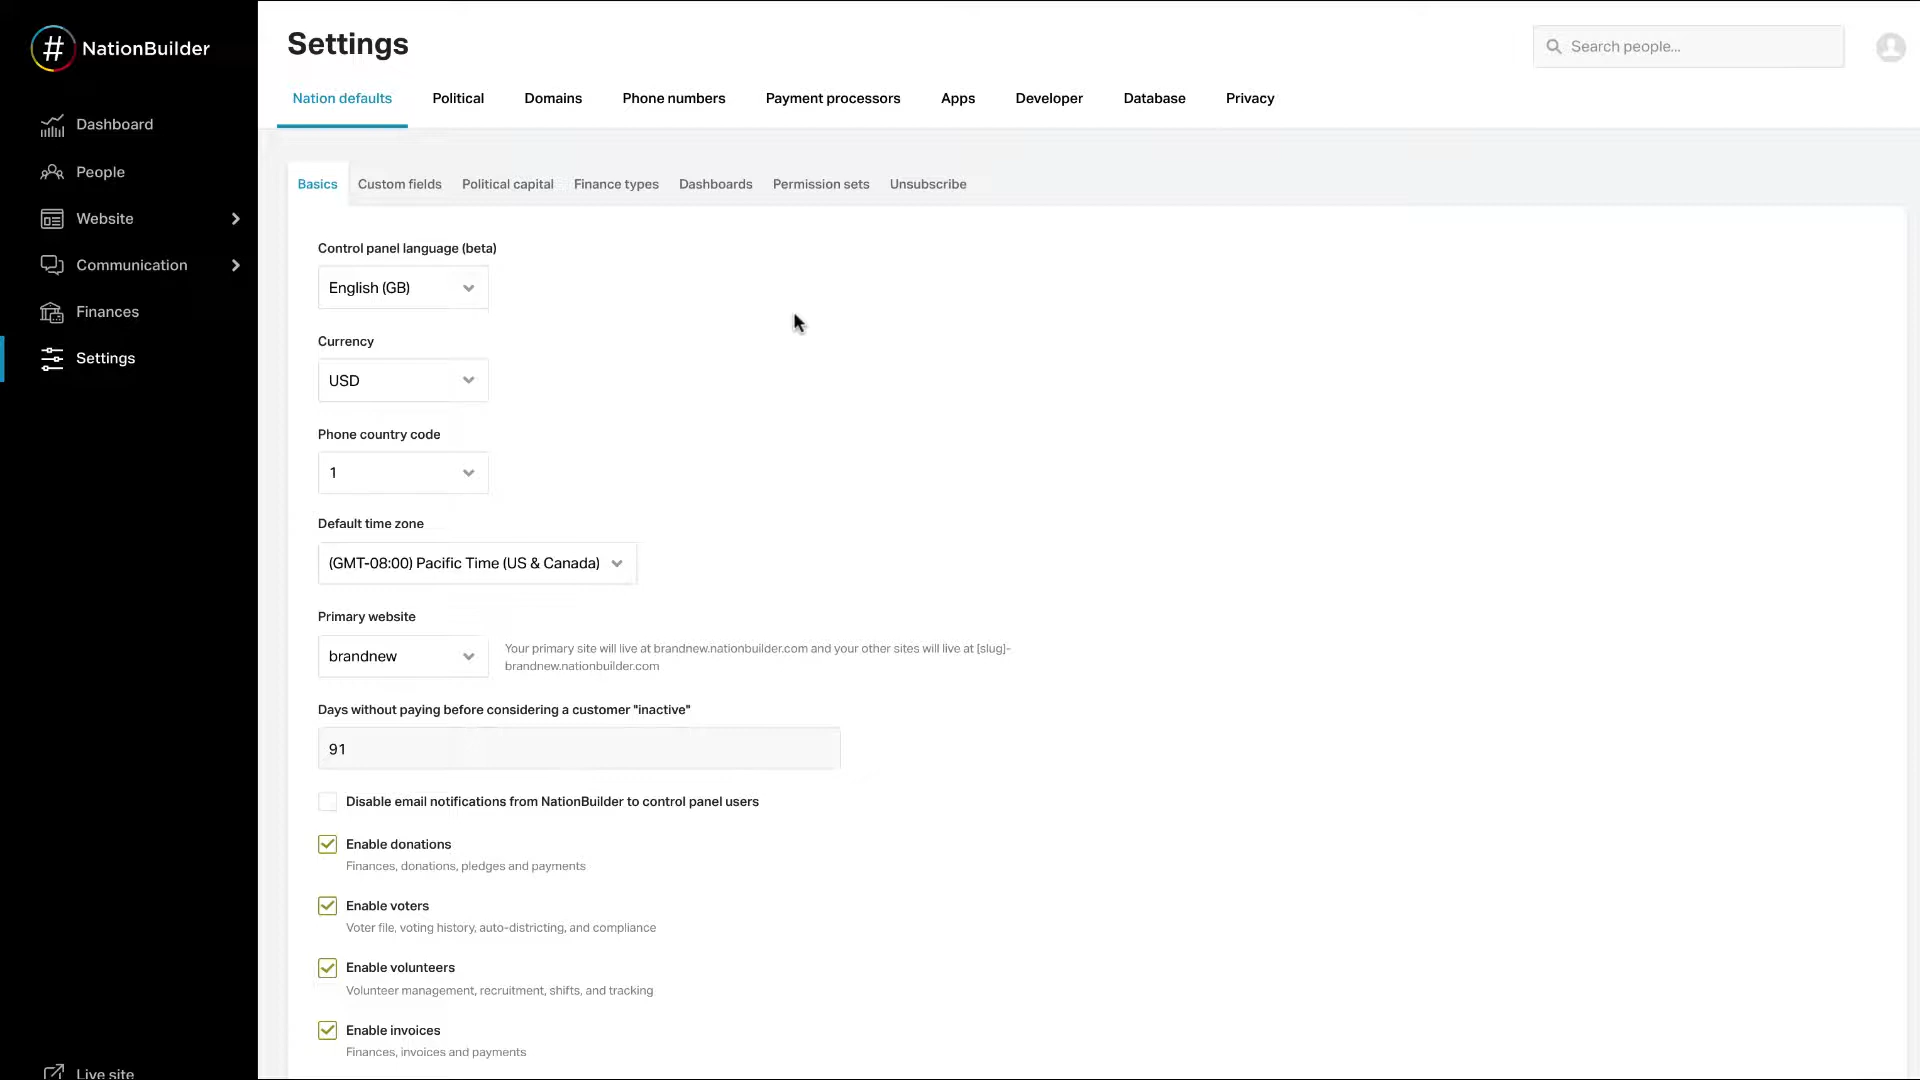 NationBuilder
Dashboard
People
Website
Communication
Finances
Settings
Live site
Settings
Search people...
Nation defaults
Political
Domains
Phone numbers
Payment processors
Apps
Developer
Database
Privacy
Basics
Custom fields
Political capital
Finance types
Dashboards
Permission sets
Unsubscribe
Control panel language (beta)
English (GB)
Currency
USD
Phone country code
1
Default time zone
(GMT-08:00) Pacific Time (US & Canada)
Primary website
brandnew
Your primary site will live at brandnew.nationbuilder.com and your other sites will live at [slug]-
brandnew.nationbuilder.com
Days without paying before considering a customer "inactive"
91
Disable email notifications from NationBuilder to control panel users
Enable donations
Finances, donations, pledges and payments
Enable voters
Voter file, voting history, auto-districting, and compliance
Enable volunteers
Volunteer management, recruitment, shifts, and tracking
Enable invoices
Finances, invoices and payments